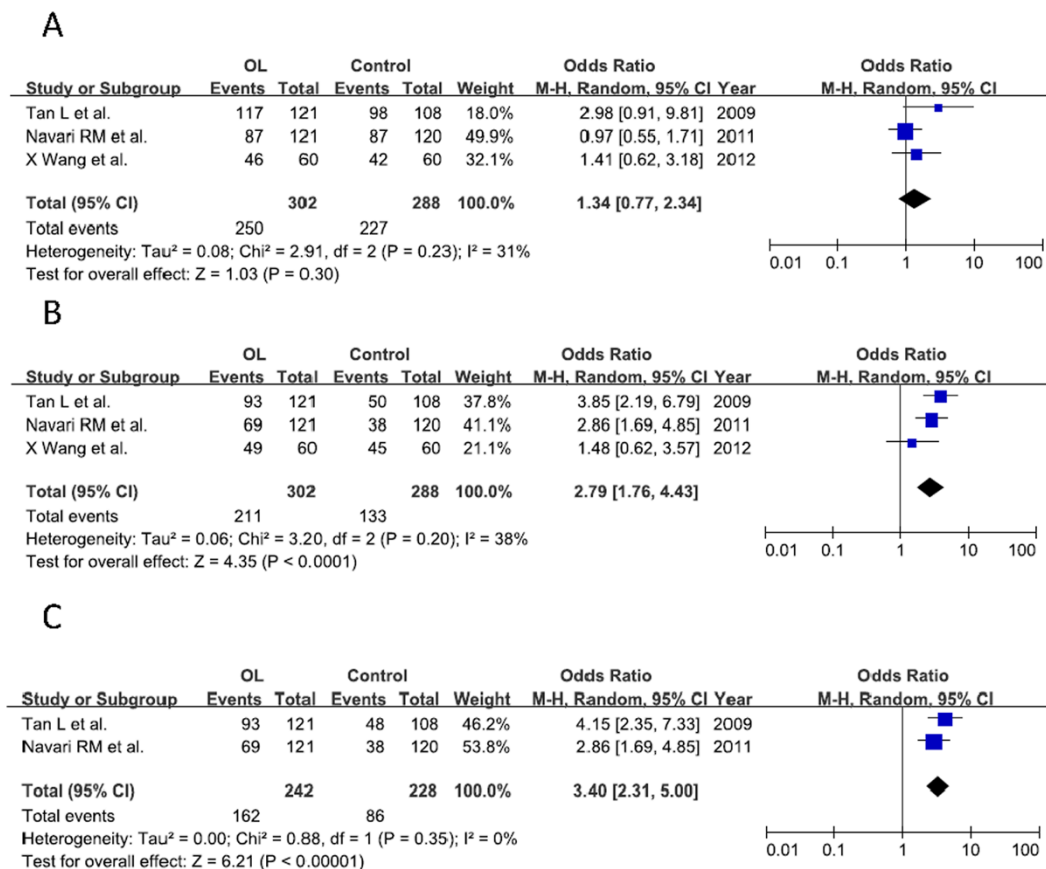 A
OL Control Odds Ratio Odds Ratio
Study or Subgroup Events Total Events Total Weight M-H, Random, 95% CI Year M-H, Random, 95% CI
Tan L et al. 117 121 98 108 18.0% 2.98 [0.91, 9.81] 2009
Navari RM et al. 87 121 87 120 49.9% 0.97 [0.55, 1.71] 2011
X Wang et al. 46 60 42 60 32.1% 1.41 [0.62, 3.18] 2012
Total (95% CI) 302 288 100.0% 1.34 [0.77, 2.34]
Total events 250 227
Heterogeneity: Tau² = 0.08; Chi² = 2.91, df = 2 (P = 0.23); I² = 31%
Test for overall effect: Z = 1.03 (P = 0.30)
0.01 0.1 1 10 100
B
OL Control Odds Ratio Odds Ratio
Study or Subgroup Events Total Events Total Weight M-H, Random, 95% CI Year M-H, Random, 95% CI
Tan L et al. 93 121 50 108 37.8% 3.85 [2.19, 6.79] 2009
Navari RM et al. 69 121 38 120 41.1% 2.86 [1.69, 4.85] 2011
X Wang et al. 49 60 45 60 21.1% 1.48 [0.62, 3.57] 2012
Total (95% CI) 302 288 100.0% 2.79 [1.76, 4.43]
Total events 211 133
Heterogeneity: Tau² = 0.06; Chi² = 3.20, df = 2 (P = 0.20); I² = 38%
Test for overall effect: Z = 4.35 (P < 0.0001)
0.01 0.1 1 10 100
C
OL Control Odds Ratio Odds Ratio
Study or Subgroup Events Total Events Total Weight M-H, Random, 95% CI Year M-H, Random, 95% CI
Tan L et al. 93 121 48 108 46.2% 4.15 [2.35, 7.33] 2009
Navari RM et al. 69 121 38 120 53.8% 2.86 [1.69, 4.85] 2011
Total (95% CI) 242 228 100.0% 3.40 [2.31, 5.00]
Total events 162 86
Heterogeneity: Tau² = 0.00; Chi² = 0.88, df = 1 (P = 0.35); I² = 0%
Test for overall effect: Z = 6.21 (P < 0.00001)
0.01 0.1 1 10 100